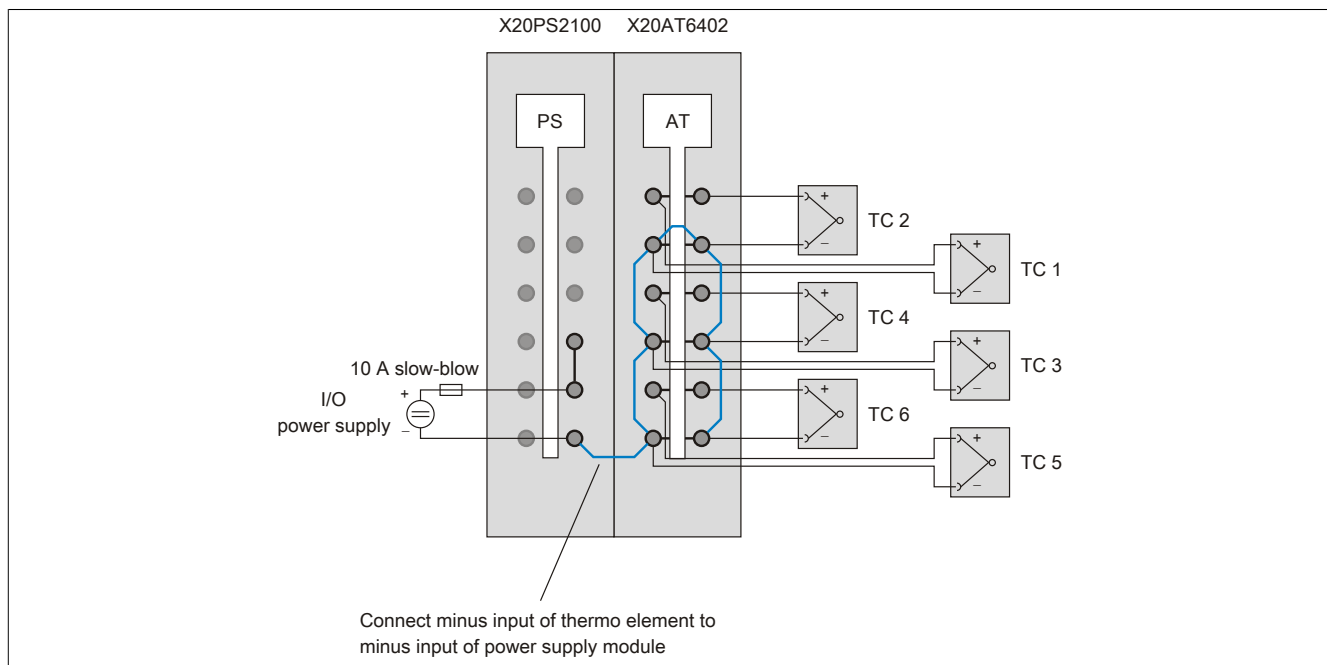 X20PS2100 X20AT6402
PS AT
+
−
TC 2
+
−
TC 1
+
−
TC 4
+
−
TC 3
10 A slow-blow
+
I/O
power supply
−
+
−
TC 6
+
−
TC 5
Connect minus input of thermo element to
minus input of power supply module